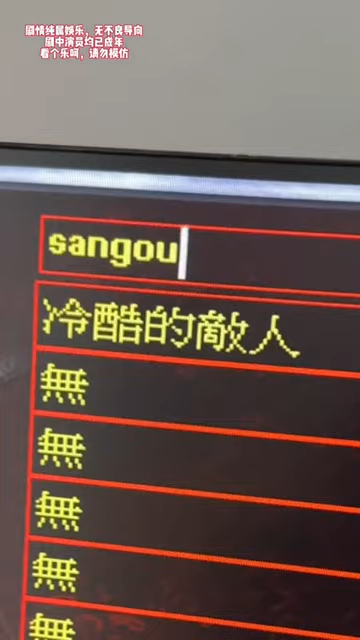 剧情纯属娱乐，无不良导向
剧中演员均已成年
看个乐呵，请勿模仿
sangou
冷酷的敵人
無
無
無
無
無